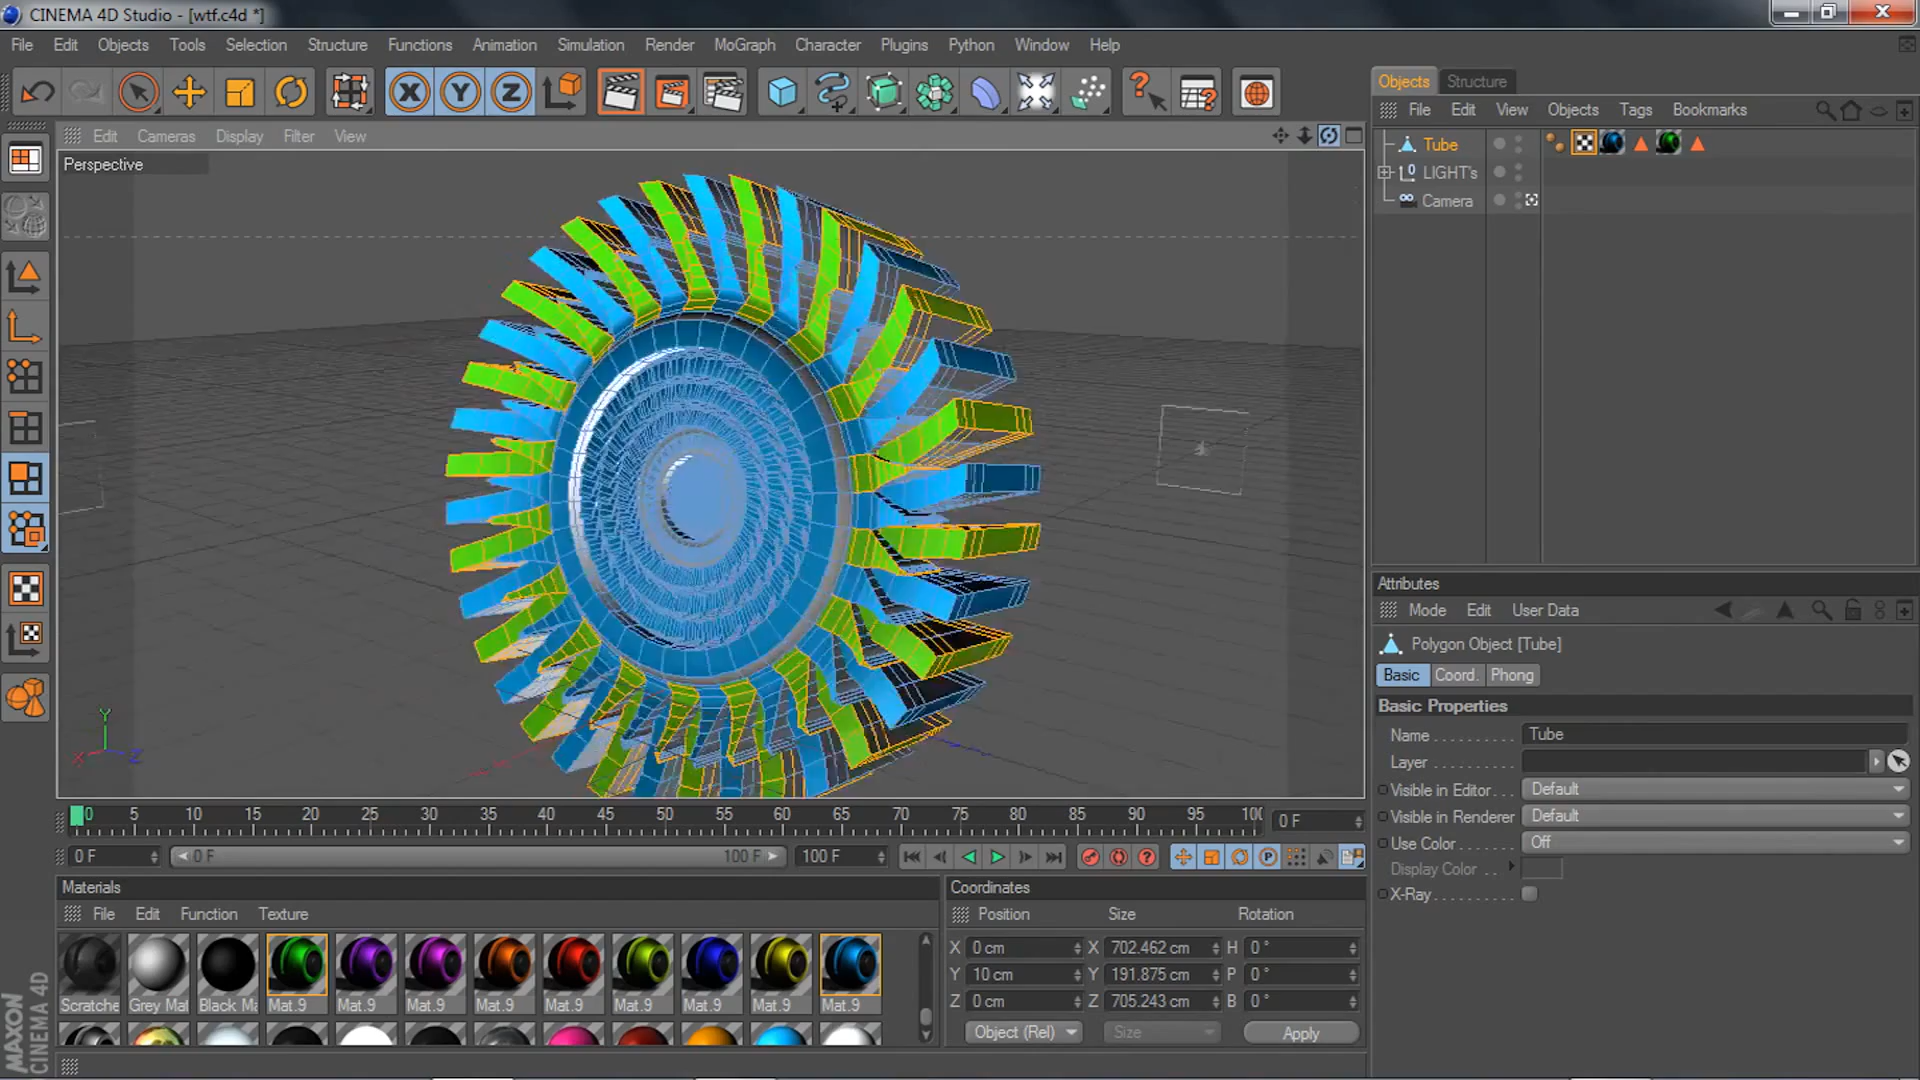 CINEMA 4D Studio - [wtf.c4d *]
File Edit Objects Tools Selection Structure Functions Animation Simulation Render MoGraph Character Plugins Python Window Help
X Y Z
Edit Cameras Display Filter View
Perspective
Y
X Z
0 5 10 15 20 25 30 35 40 45 50 55 60 65 70 75 80 85 90 95 100 0 F
0 F 0 F 100 F 100 F P
Materials
File Edit Function Texture
Scratche Grey Mat Black Ma Mat.9 Mat.9 Mat.9 Mat.9 Mat.9 Mat.9 Mat.9 Mat.9 Mat.9
Coordinates
Position Size Rotation
X 0 cm X 702.462 cm H 0 °
Y 10 cm Y 191.875 cm P 0 °
Z 0 cm Z 705.243 cm B 0 °
Object (Rel) Size Apply
MAXON
CINEMA 4D
Objects Structure
File Edit View Objects Tags Bookmarks
Tube
LIGHT's
Camera
Attributes
Mode Edit User Data
Polygon Object [Tube]
Basic Coord. Phong
Basic Properties
Name Tube
Layer
Visible in Editor Default
Visible in Renderer Default
Use Color Off
Display Color
X-Ray